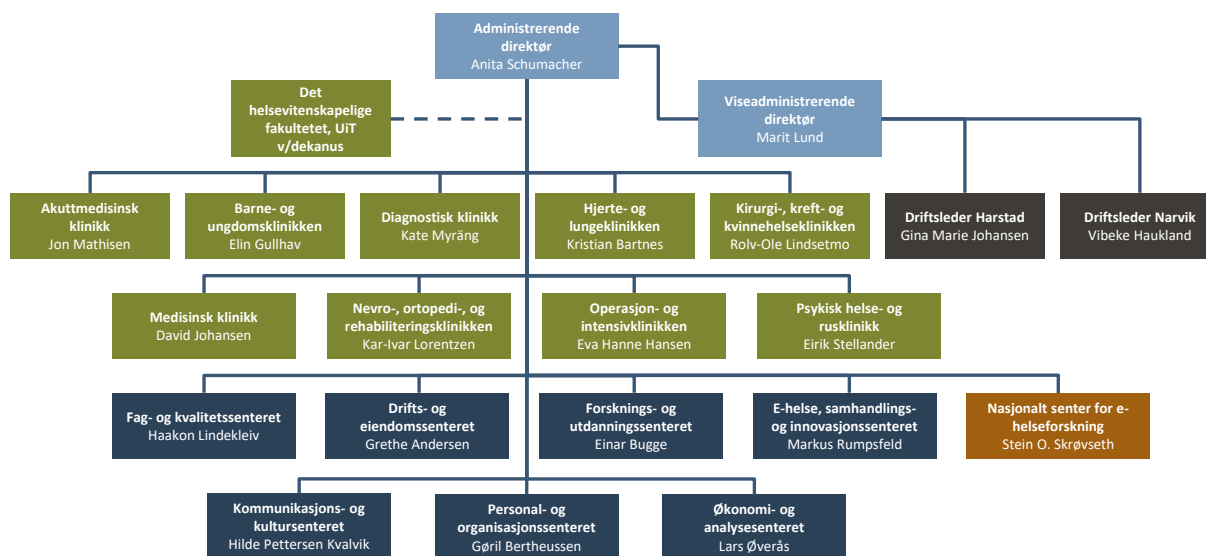 Administrerende
direktør
Anita Schumacher
Det
helsevitenskapelige
fakultetet, UiT
v/dekanus
Viseadministrerende
direktør
Marit Lund
Akuttmedisinsk
klinikk
Jon Mathisen
Barne- og
ungdomsklinikken
Elin Gullhav
Diagnostisk klinikk
Kate Myräng
Hjerte- og
lungeklinikken
Kristian Bartnes
Kirurgi-, kreft- og
kvinnehelseklinikken
Rolv-Ole Lindsetmo
Driftsleder Harstad
Gina Marie Johansen
Driftsleder Narvik
Vibeke Haukland
Medisinsk klinikk
David Johansen
Nevro-, ortopedi-, og
rehabiliteringsklinikken
Kar-Ivar Lorentzen
Operasjon- og
intensivklinikken
Eva Hanne Hansen
Psykisk helse- og
rusklinikk
Eirik Stellander
Fag- og kvalitetssenteret
Haakon Lindekleiv
Drifts- og
eiendomssenteret
Grethe Andersen
Forsknings- og
utdanningssenteret
Einar Bugge
E-helse, samhandlings-
og innovasjonssenteret
Markus Rumpsfeld
Nasjonalt senter for e-
helseforskning
Stein O. Skrøvseth
Kommunikasjons- og
kultursenteret
Hilde Pettersen Kvalvik
Personal- og
organisasjonssenteret
Gøril Bertheussen
Økonomi- og
analysesenteret
Lars Øverås